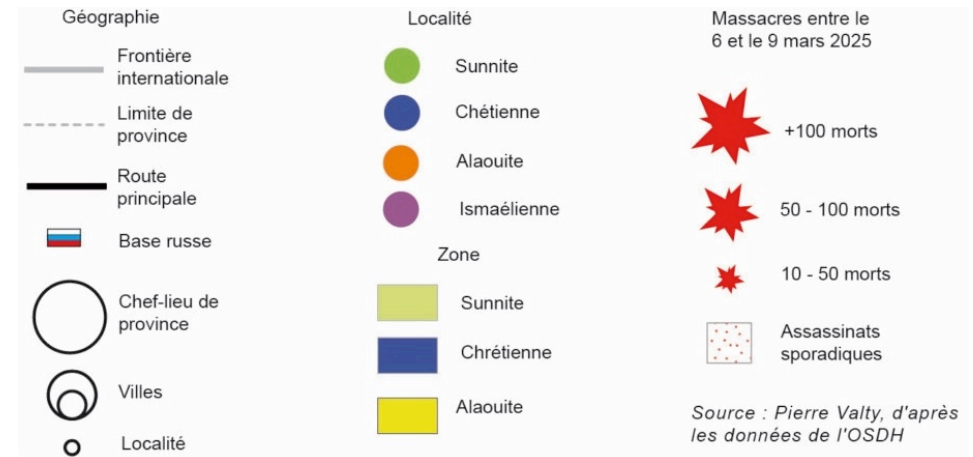 Géographie
Frontière
internationale
Limite de
province
Route
principale
Base russe
Chef-lieu de
province
Villes
Localité
Localité
Sunnite
Chétienne
Alaouite
Ismaélienne
Zone
Sunnite
Chrétienne
Alaouite
Massacres entre le
6 et le 9 mars 2025
+100 morts
50 - 100 morts
10 - 50 morts
Assassinats
sporadiques
Source : Pierre Valty, d'après
les données de l'OSDH